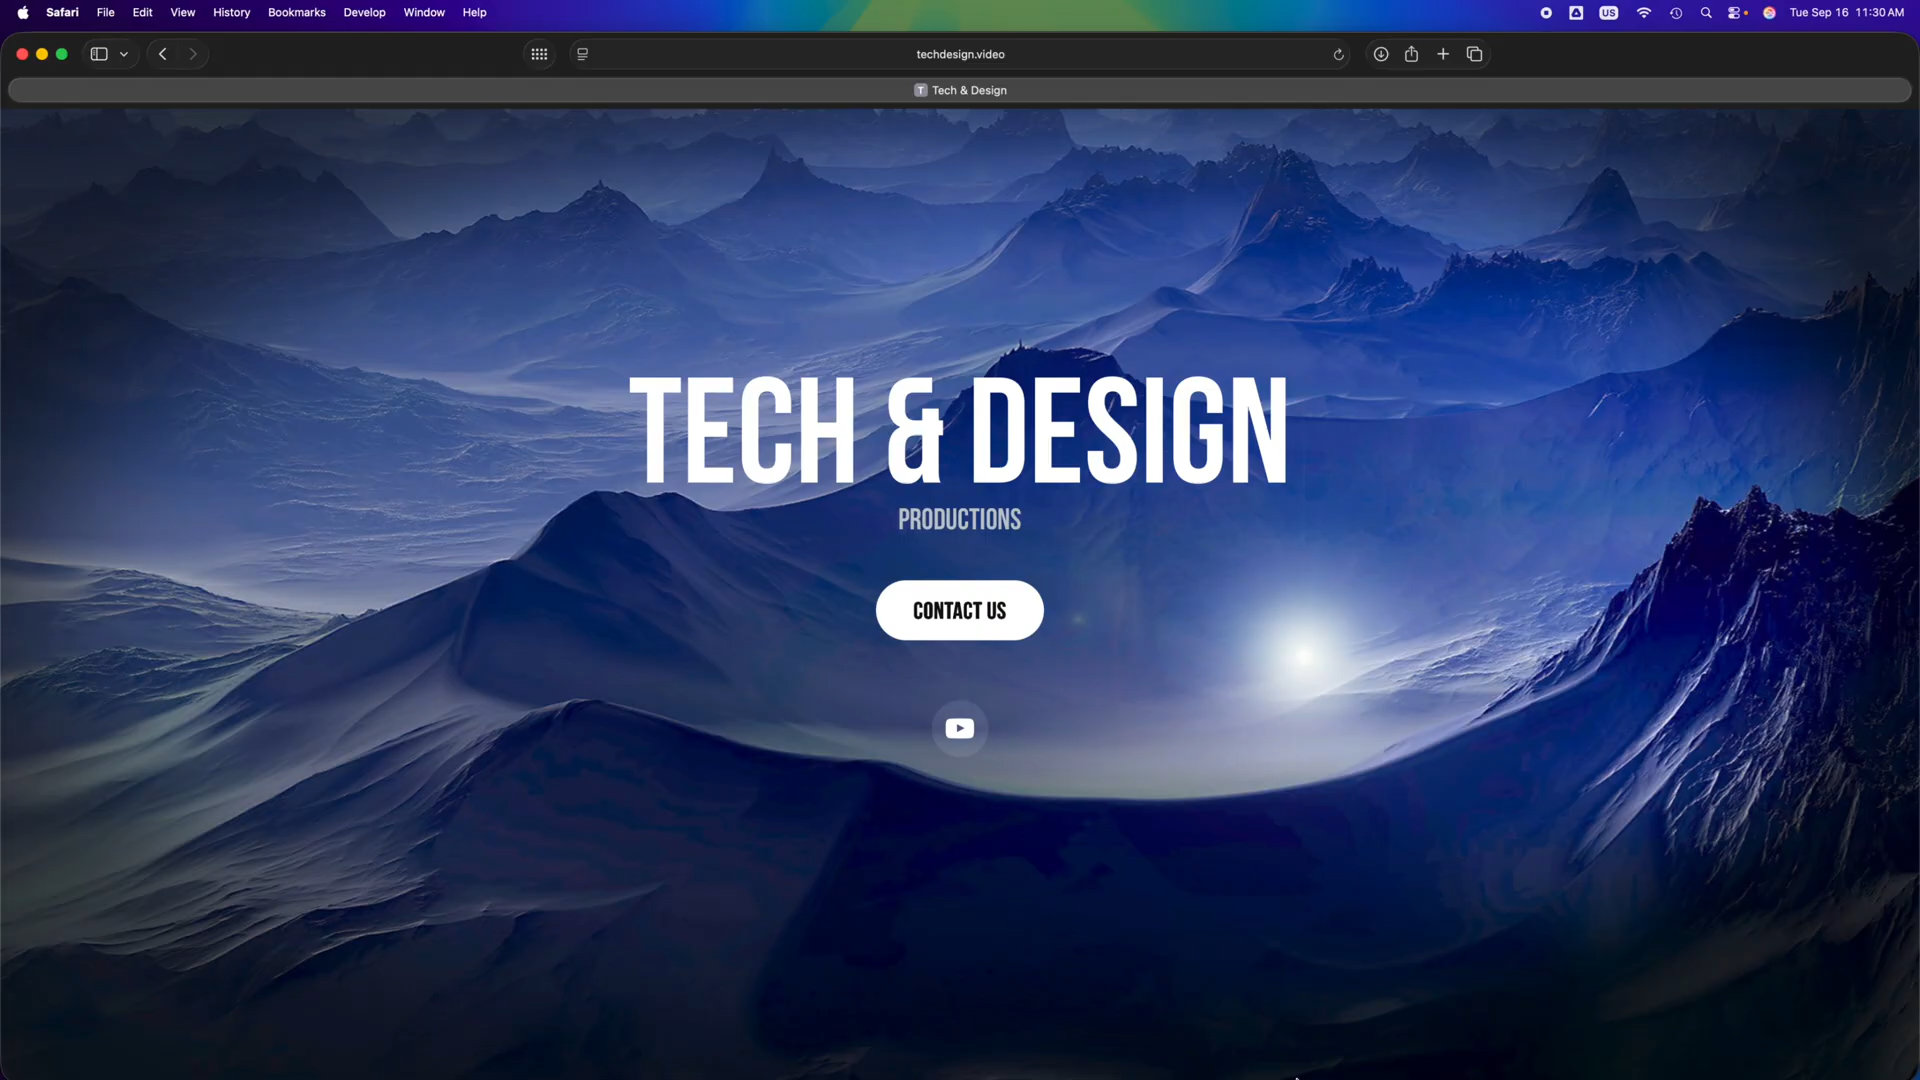 Safari File Edit View History Bookmarks Develop Window Help US Tue Sep 16 11:30 AM
techdesign.video
T Tech & Design
TECH & DESIGN
PRODUCTIONS
CONTACT US